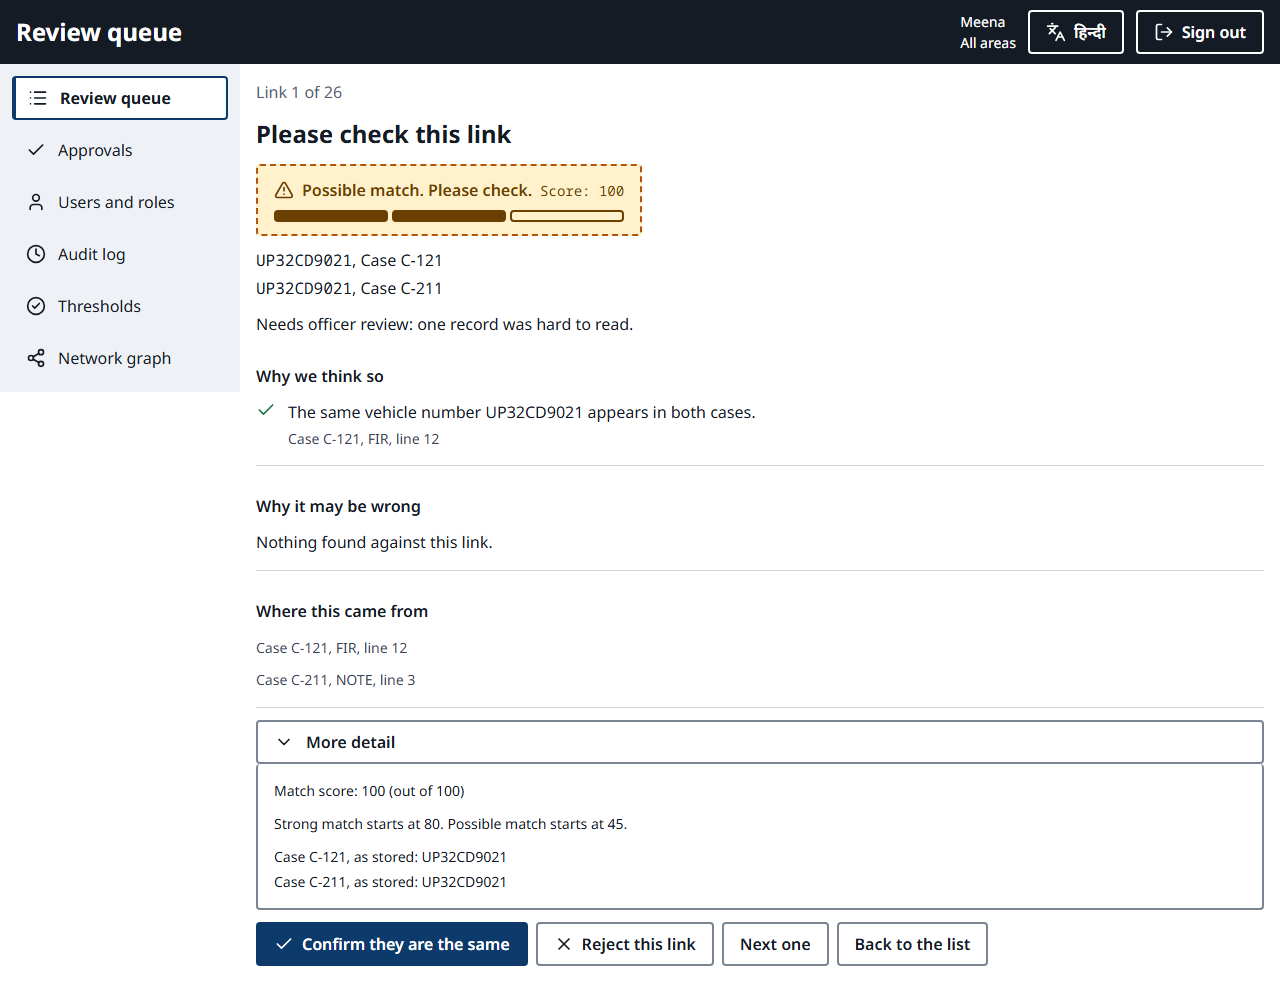 Review queue
Meena
All areas
हिन्दी
Sign out
Review queue
Approvals
Users and roles
Audit log
Thresholds
Network graph
Link 1 of 26
Please check this link
Possible match. Please check. Score: 100
UP32CD9021, Case C-121
UP32CD9021, Case C-211
Needs officer review: one record was hard to read.
Why we think so
The same vehicle number UP32CD9021 appears in both cases.
Case C-121, FIR, line 12
Why it may be wrong
Nothing found against this link.
Where this came from
Case C-121, FIR, line 12
Case C-211, NOTE, line 3
More detail
Match score: 100 (out of 100)
Strong match starts at 80. Possible match starts at 45.
Case C-121, as stored: UP32CD9021
Case C-211, as stored: UP32CD9021
Confirm they are the same
Reject this link
Next one
Back to the list